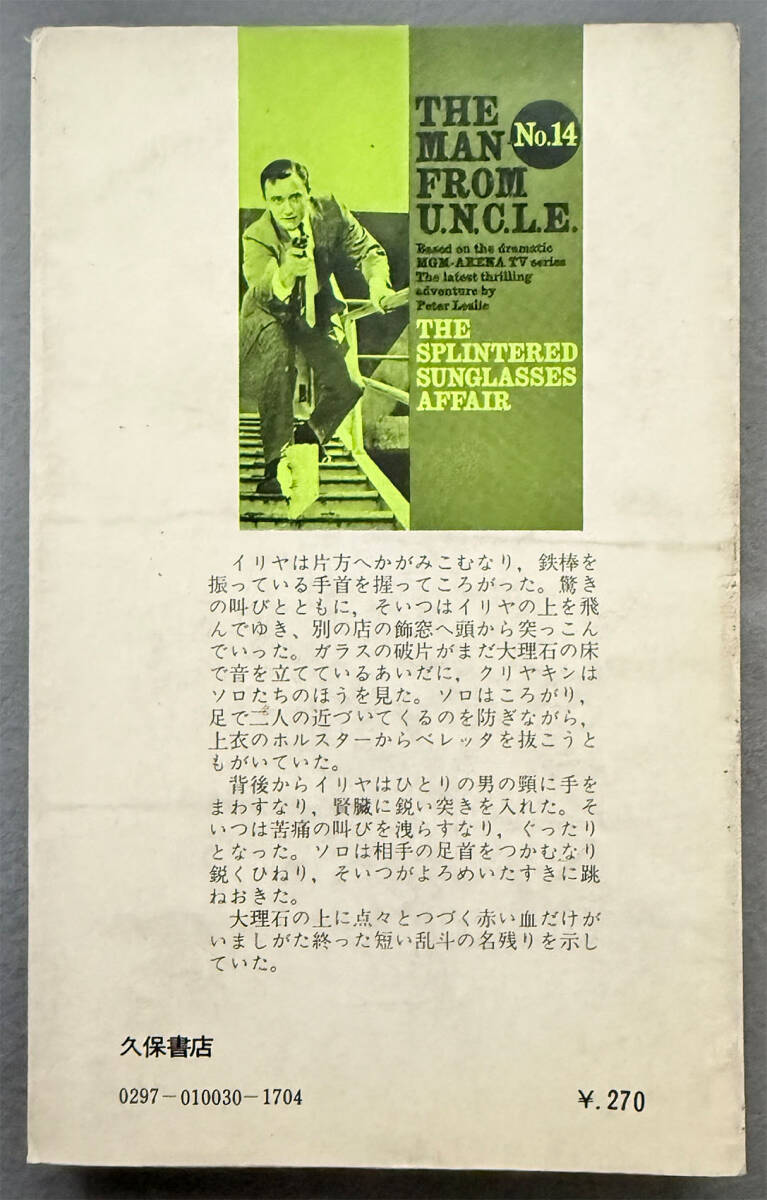 THE
MAN
FROM
U.N.C.L.E.
No.14
Based on the dramatic
MGM-ARENA TV series
The latest thrilling
adventure by
Peter Leslie
THE
SPLINTERED
SUNGLASSES
AFFAIR
イリヤは片方へかがみこむなり，鉄棒を
振っている手首を握ってころがった。驚き
の叫びとともに，そいつはイリヤの上を飛
んでゆき、別の店の飾窓へ頭から突っこん
でいった。ガラスの破片がまだ大理石の床
で音を立てているあいだに，クリヤキンは
ソロたちのほうを見た。ソロはころがり，
足で二人の近づいてくるのを防ぎながら，
上衣のホルスターからベレッタを抜こうと
もがいていた。
背後からイリヤはひとりの男の頸に手を
まわすなり，腎臓に鋭い突きを入れた。そ
いつは苦痛の叫びを洩らすなり，ぐったり
となった。ソロは相手の足首をつかむなり
鋭くひねり，そいつがよろめいたすきに跳
ねおきた。
大理石の上に点々とつづく赤い血だけが
いましがた終った短い乱斗の名残りを示し
ていた。
久保書店
0297-010030-1704
¥.270